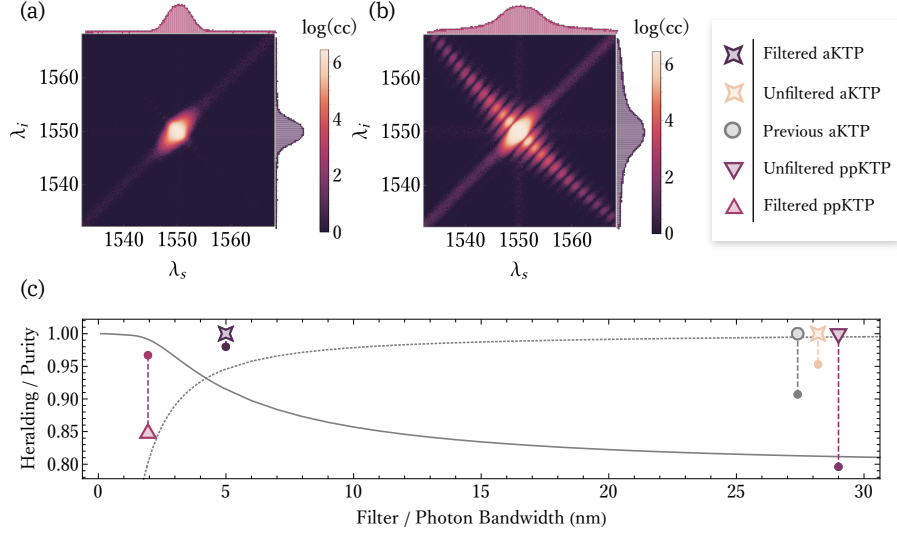 (a)
(b)
log(cc)
log(cc)
1560
1550
1540
λi
6
4
2
0
1540 1550 1560
λs
1560
1550
1540
λi
6
4
2
0
1540 1550 1560
λs
Filtered aKTP
Unfiltered aKTP
Previous aKTP
Unfiltered ppKTP
Filtered ppKTP
(c)
Heralding / Purity
1.00
0.95
0.90
0.85
0.80
0 5 10 15 20 25 30
Filter / Photon Bandwidth (nm)